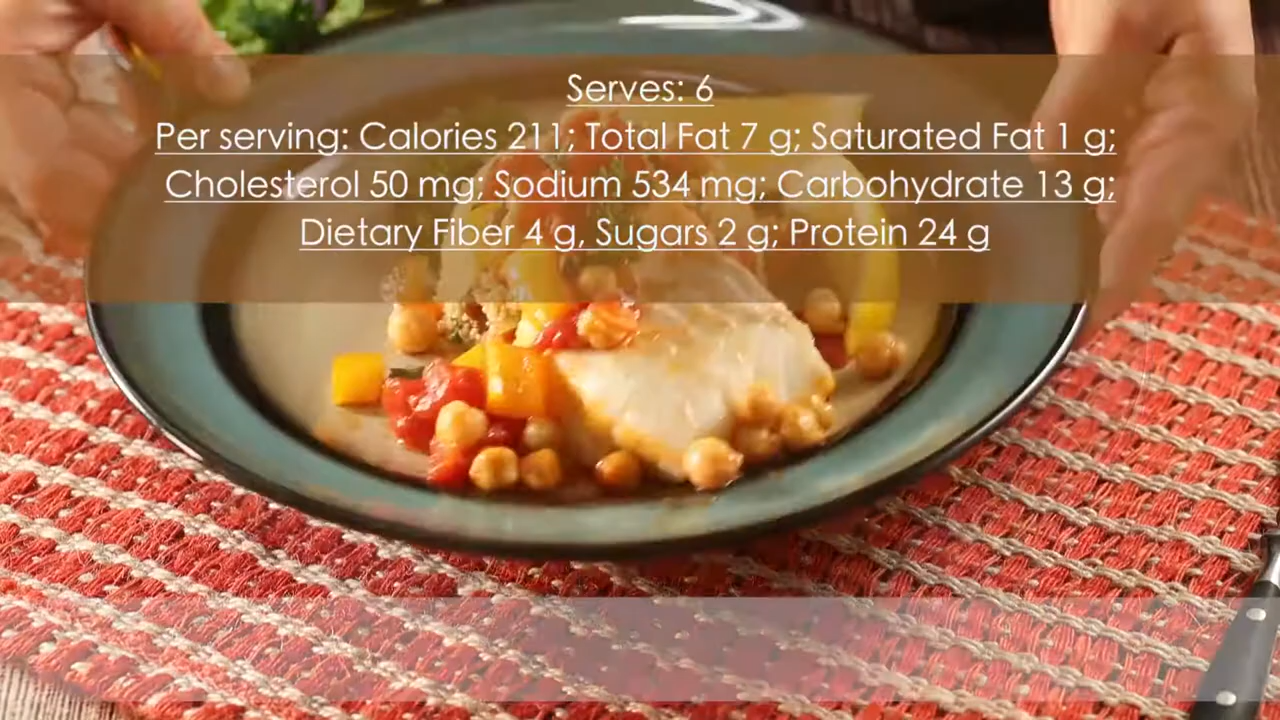 Serves: 6
Per serving: Calories 211; Total Fat 7 g; Saturated Fat 1 g;
Cholesterol 50 mg; Sodium 534 mg; Carbohydrate 13 g;
Dietary Fiber 4 g, Sugars 2 g; Protein 24 g